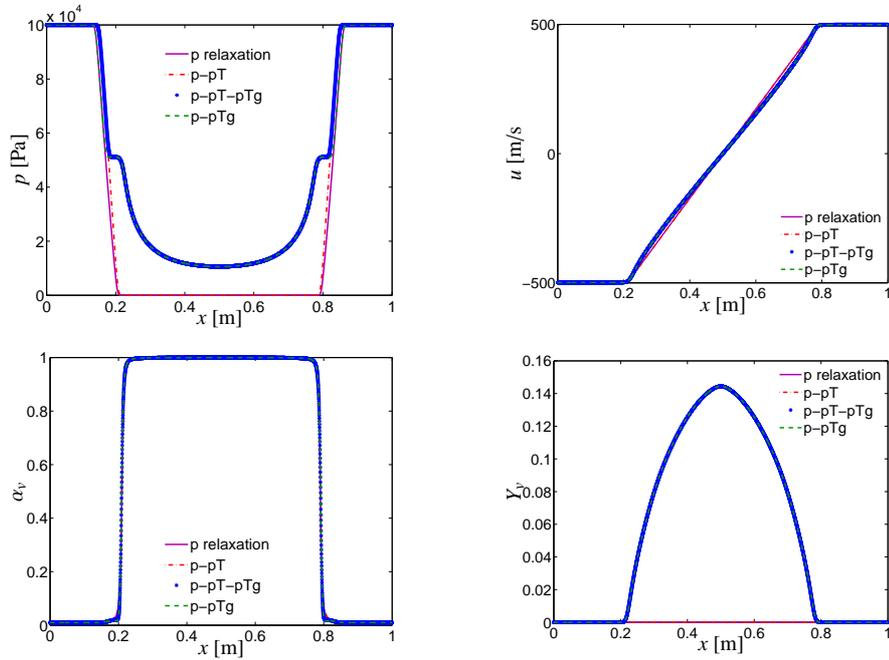 x 10⁴
10
8
6
4
2
0
p [Pa]
p relaxation
p−pT
p−pT−pTg
p−pTg
0 0.2 0.4 0.6 0.8 1
x [m]
500
0
−500
u [m/s]
p relaxation
p−pT
p−pT−pTg
p−pTg
0 0.2 0.4 0.6 0.8 1
x [m]
1
0.8
0.6
0.4
0.2
0
αv
p relaxation
p−pT
p−pT−pTg
p−pTg
0 0.2 0.4 0.6 0.8 1
x [m]
0.16
0.14
0.12
0.1
0.08
0.06
0.04
0.02
0
Yv
p relaxation
p−pT
p−pT−pTg
p−pTg
0 0.2 0.4 0.6 0.8 1
x [m]